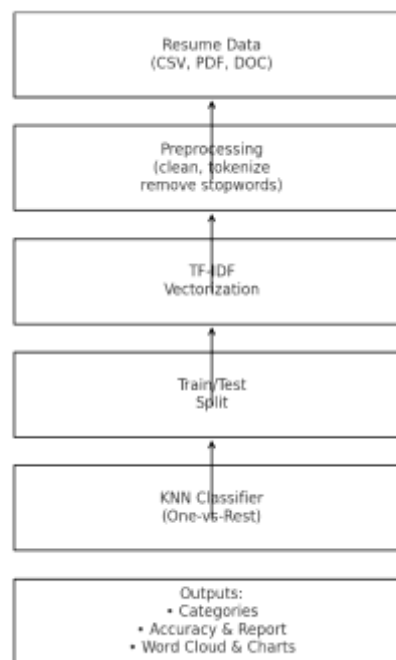 Resume Data
(CSV, PDF, DOC)
Preprocessing
(clean, tokenize
remove stopwords)
TF-IDF
Vectorization
Train/Test
Split
KNN Classifier
(One-vs-Rest)
Outputs:
• Categories
• Accuracy & Report
• Word Cloud & Charts